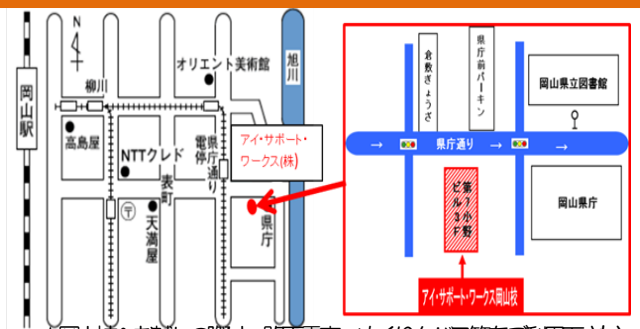 N
岡山駅
柳川
オリエント美術館
旭川
高島屋
NTTクレド
表町
県庁通り
電停
〒
天満屋
県庁
アイ・サポート・
ワークス(株)
倉敷ぎょうざ
県庁前パーキン
岡山県立図書館
→
県庁通り
→
→
第1小野
ビル3F
岡山県庁
アイ・サポート・ワークス岡山校